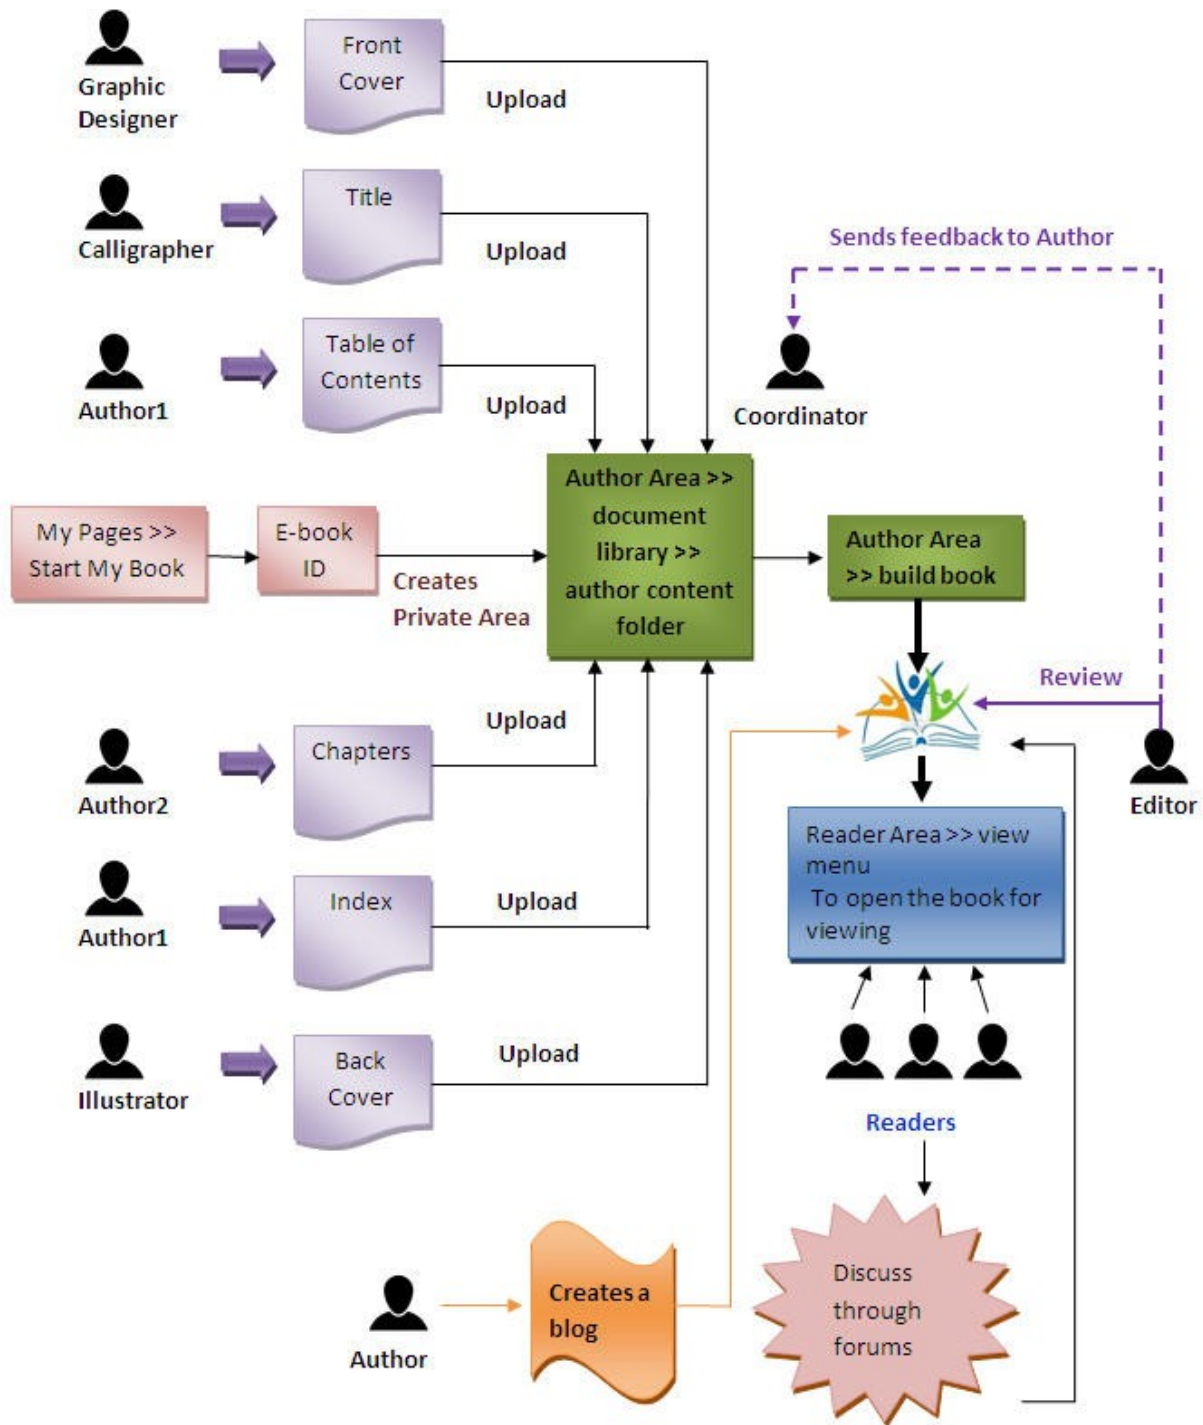 Graphic
Designer
Front
Cover
Upload
Calligrapher
Title
Upload
Sends feedback to Author
Author1
Table of
Contents
Upload
Coordinator
My Pages >>
Start My Book
E-book
ID
Creates
Private Area
Author Area >>
document
library >>
author content
folder
Author Area
>> build book
Review
Editor
Author2
Chapters
Upload
Reader Area >> view
menu
To open the book for
viewing
Author1
Index
Upload
Illustrator
Back
Cover
Upload
Readers
Author
Creates a
blog
Discuss
through
forums